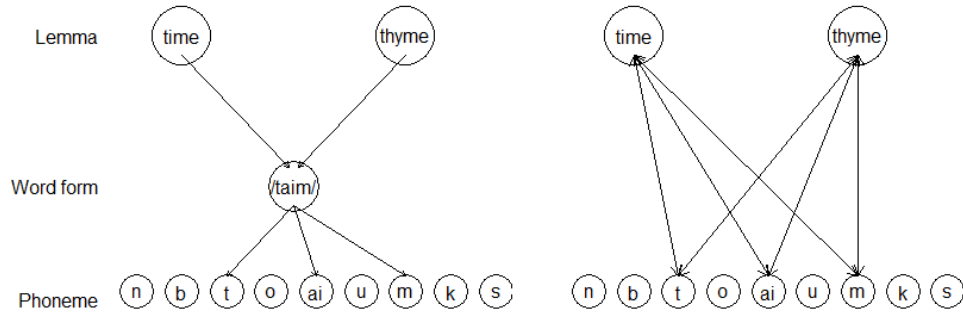 Lemma time thyme time thyme
Word form /taim/
Phoneme n b t o ai u m k s n b t o ai u m k s